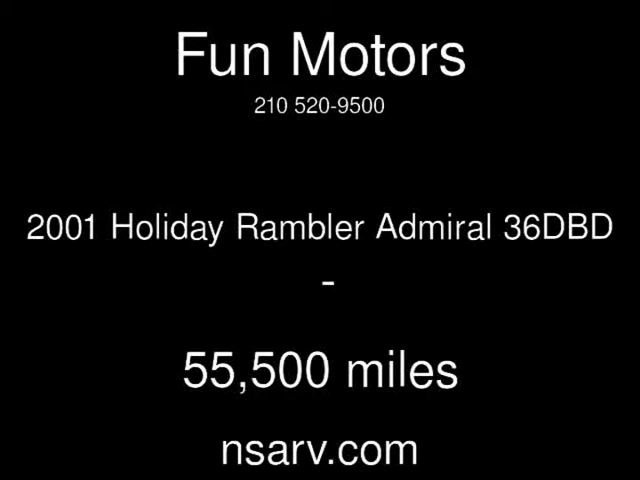 Fun Motors
210 520-9500
2001 Holiday Rambler Admiral 36DBD
-
55,500 miles
nsarv.com